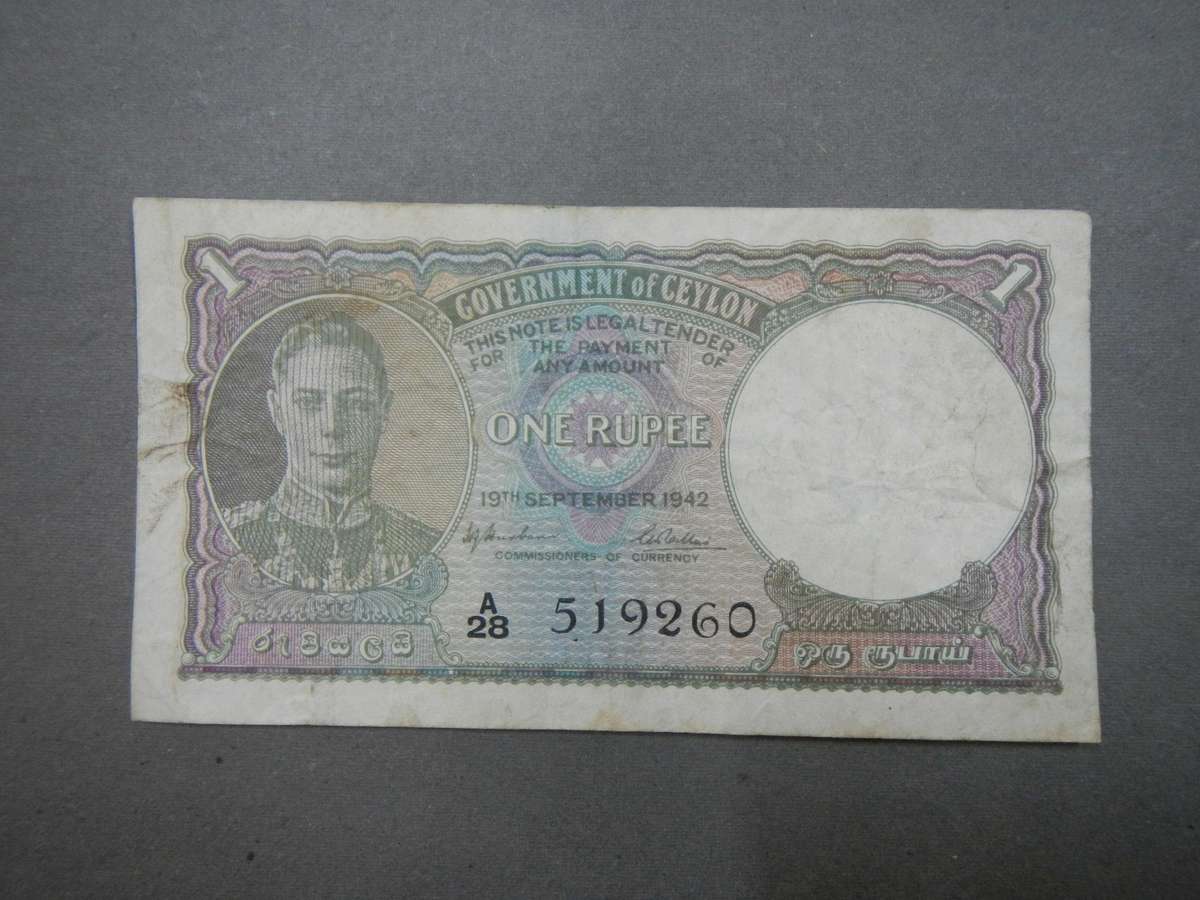 1
1
GOVERNMENT OF CEYLON
THIS NOTE IS LEGAL TENDER
FOR THE PAYMENT OF
ANY AMOUNT
ONE RUPEE
19TH SEPTEMBER 1942
COMMISSIONERS OF CURRENCY
A/28 519260
රුපියලයි
ஒரு ரூபாய்